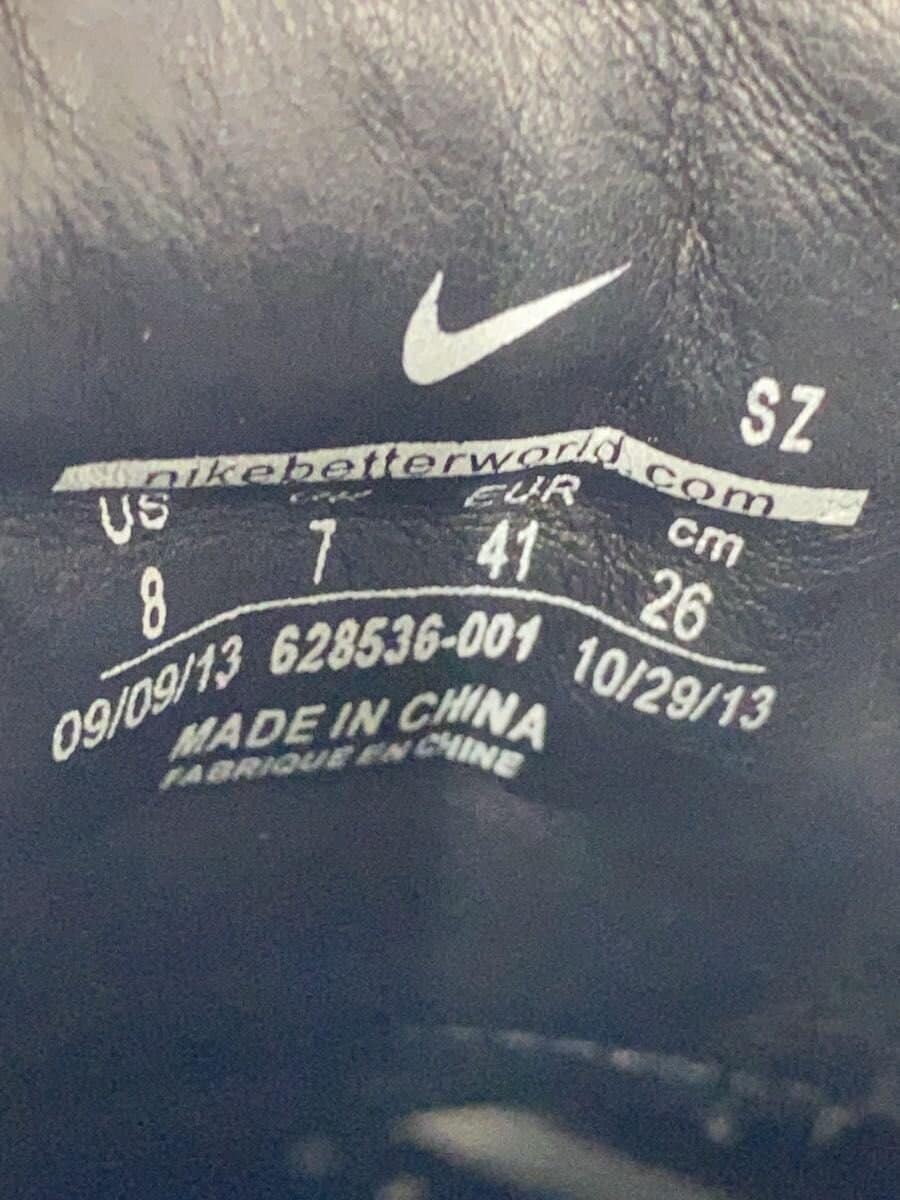 SZ
nikebetterworld.com
US EUR cm
8 7 41 26
09/09/13 628536-001 10/29/13
MADE IN CHINA
FABRIQUE EN CHINE